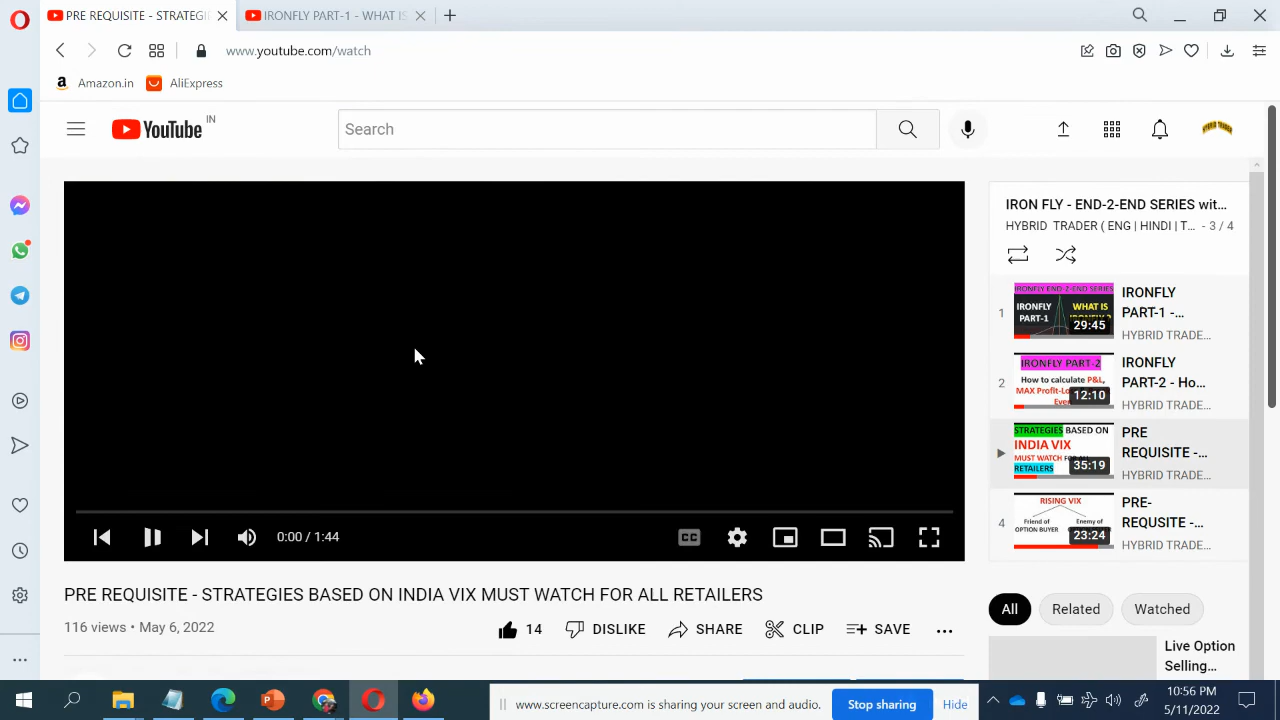 PRE REQUISITE - STRATEGI
IRONFLY PART-1 - WHAT IS
www.youtube.com/watch
Amazon.in
AliExpress
YouTube IN
Search
IRON FLY - END-2-END SERIES wit...
HYBRID TRADER ( ENG | HINDI | T... - 3 / 4
1
IRONFLY END-2-END SERIES
IRONFLY
PART-1
WHAT IS
29:45
IRONFLY
PART-1 -...
HYBRID TRADE...
2
IRONFLY PART-2
How to calculate P&L,
MAX Profit-Lo
12:10
IRONFLY
PART-2 - Ho...
HYBRID TRADE...
STRATEGIES BASED ON
INDIA VIX
MUST WATCH FOR
RETAILERS
35:19
PRE
REQUISITE -...
HYBRID TRADE...
4
RISING VIX
Friend of
OPTION BUYER
Enemy of
23:24
PRE-
REQUSITE -...
HYBRID TRADE...
0:00 / 1:44
CC
PRE REQUISITE - STRATEGIES BASED ON INDIA VIX MUST WATCH FOR ALL RETAILERS
116 views • May 6, 2022
14
DISLIKE
SHARE
CLIP
SAVE
All
Related
Watched
Live Option
Selling...
www.screencapture.com is sharing your screen and audio.
Stop sharing
Hide
10:56 PM
5/11/2022